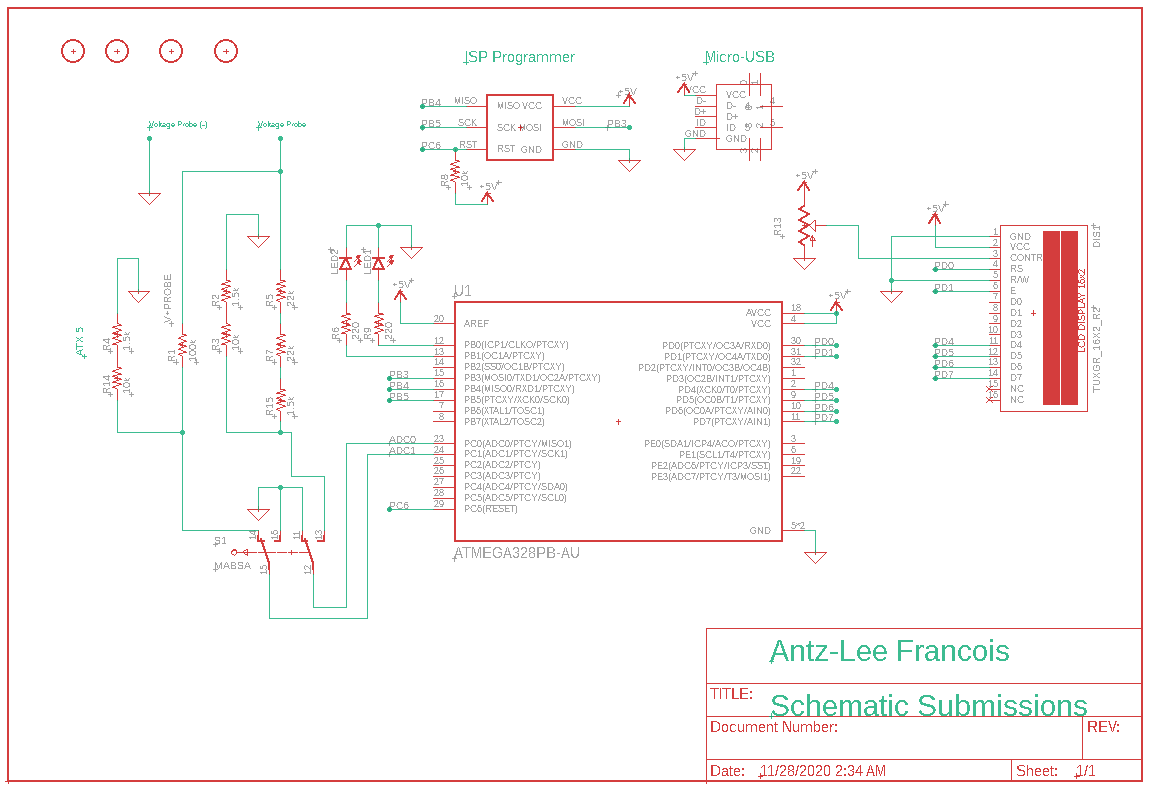 ISP Programmer
Micro-USB
+5V
VCC
D-
D+
ID
GND
VCC
D-
D+
ID
GND
PB4 MISO
PB5 SCK
PC6 RST
MISO VCC
SCK MOSI
RST GND
VCC
MOSI PB3
GND
+5V
R8
10k
+5V
Voltage Probe (-)
Voltage Probe
V+PROBE
ATX 5
R4
1.5k
R14
10k
R1
100k
R2
1.5k
R3
10k
R5
22k
R7
22k
R15
1.5k
LED2
LED1
R6
220
R9
220
+5V
U1
20 AREF
12 PB0(ICP1/CLKO/PTCXY)
13 PB1(OC1A/PTCXY)
14 PB2(SS0/OC1B/PTCXY)
PB3 15 PB3(MOSI0/TXD1/OC2A/PTCXY)
PB4 16 PB4(MISO0/RXD1/PTCXY)
PB5 17 PB5(PTCXY/XCK0/SCK0)
7 PB6(XTAL1/TOSC1)
8 PB7(XTAL2/TOSC2)
ADC0 23 PC0(ADC0/PTCY/MISO1)
ADC1 24 PC1(ADC1/PTCY/SCK1)
25 PC2(ADC2/PTCY)
26 PC3(ADC3/PTCY)
27 PC4(ADC4/PTCY/SDA0)
28 PC5(ADC5/PTCY/SCL0)
PC6 29 PC6(RESET)
AVCC 18
VCC 4
+5V
PD0(PTCXY/OC3A/RXD0) 30 PD0
PD1(PTCXY/OC4A/TXD0) 31 PD1
PD2(PTCXY/INT0/OC3B/OC4B) 32
PD3(OC2B/INT1/PTCXY) 1
PD4(XCK0/T0/PTCXY) 2 PD4
PD5(OC0B/T1/PTCXY) 9 PD5
PD6(OC0A/PTCXY/AIN0) 10 PD6
PD7(PTCXY/AIN1) 11 PD7
PE0(SDA1/ICP4/ACO/PTCXY) 3
PE1(SCL1/T4/PTCXY) 6
PE2(ADC6/PTCY/ICP3/SS1) 19
PE3(ADC7/PTCY/T3/MOSI1) 22
GND 5*2
ATMEGA328PB-AU
+5V
R13
+5V
1 GND
2 VCC
3 CONTR
PD0 4 RS
5 R/W
PD1 6 E
7 D0
8 D1
9 D2
10 D3
PD4 11 D4
PD5 12 D5
PD6 13 D6
PD7 14 D7
15 NC
16 NC
LCD DISPLAY 16x2
DIS1
TUXGR_16X2_R2
14
16
11
13
S1
MABSA
15
12
Antz-Lee Francois
TITLE:
Schematic Submissions
Document Number:
REV:
Date: 11/28/2020 2:34 AM
Sheet: 1/1